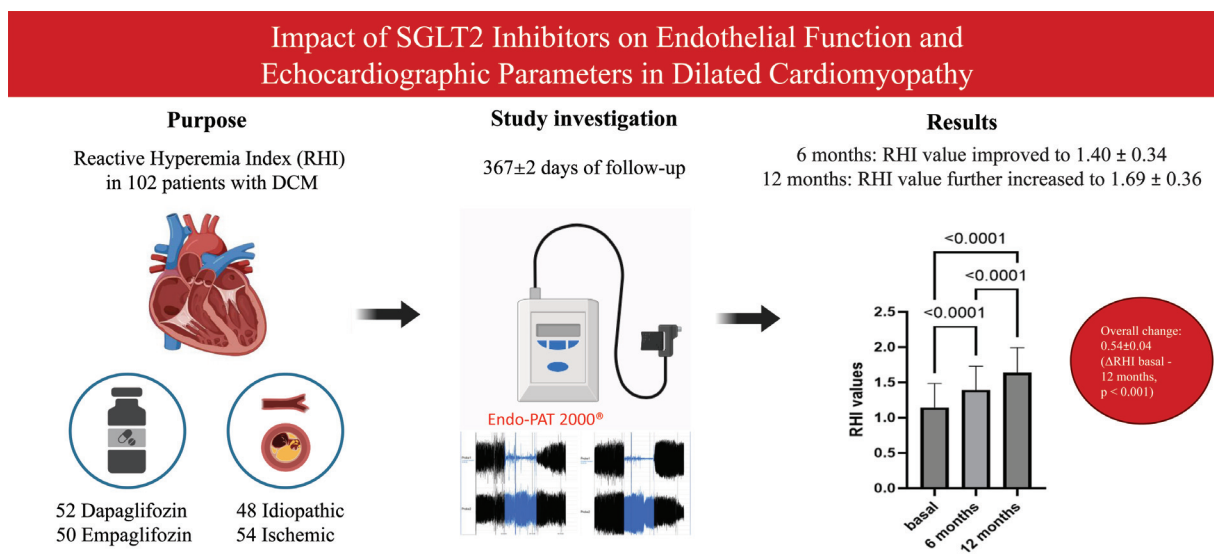 Impact of SGLT2 Inhibitors on Endothelial Function and
Echocardiographic Parameters in Dilated Cardiomyopathy
Purpose
Reactive Hyperemia Index (RHI)
in 102 patients with DCM
52 Dapaglifozin
50 Empaglifozin
48 Idiopathic
54 Ischemic
Study investigation
367±2 days of follow-up
Endo-PAT 2000®
Results
6 months: RHI value improved to 1.40 ± 0.34
12 months: RHI value further increased to 1.69 ± 0.36
<0.0001
<0.0001
<0.0001
2.5
2.0
1.5
1.0
0.5
0.0
RHI values
basal
6 months
12 months
Overall change:
0.54±0.04
(ΔRHI basal -
12 months,
p < 0.001)